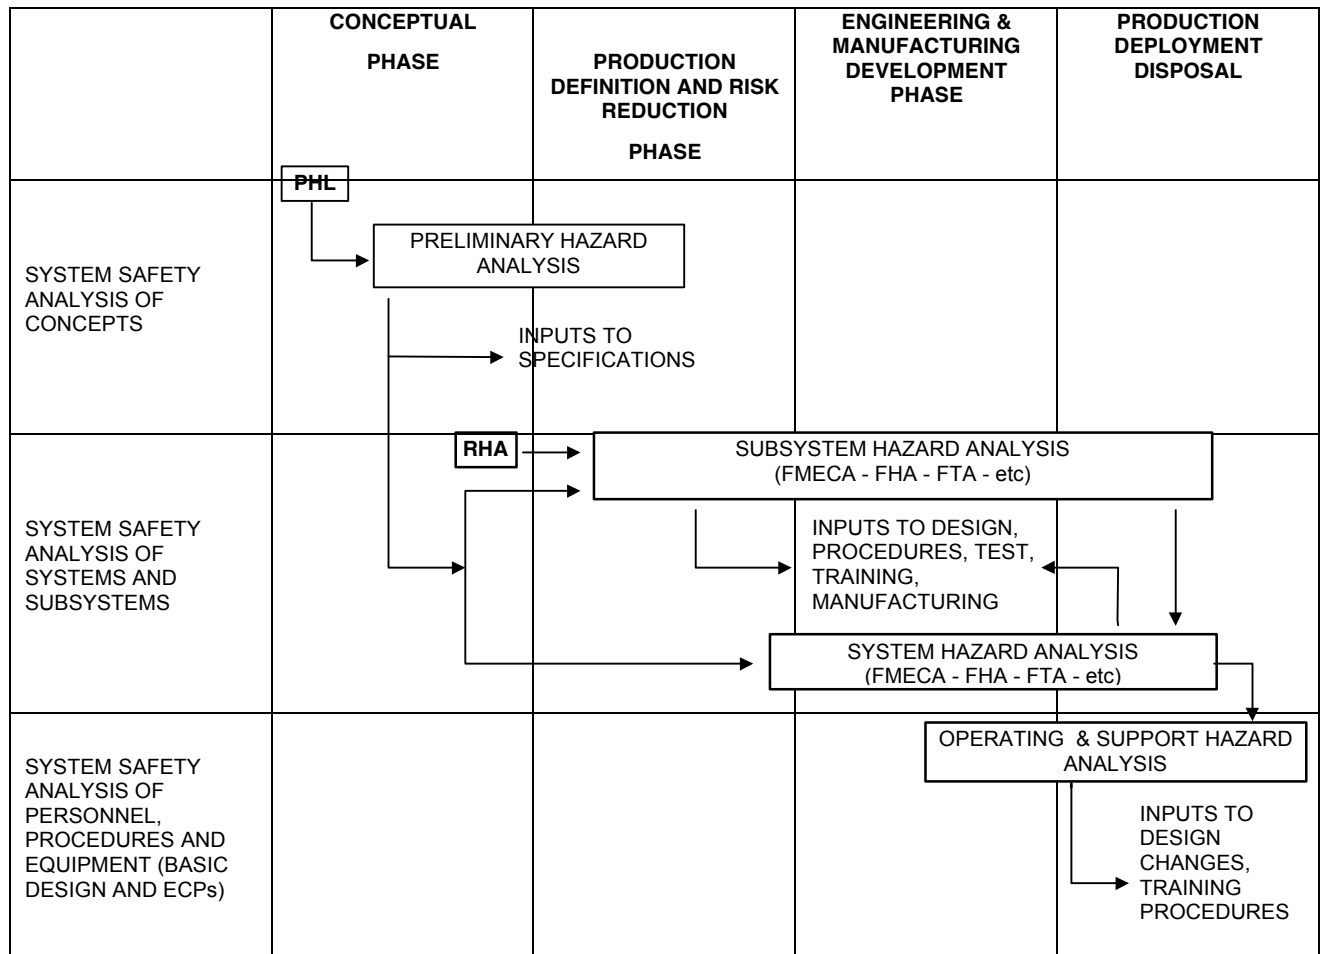 CONCEPTUAL
PHASE
PRODUCTION
DEFINITION AND RISK
REDUCTION
PHASE
ENGINEERING &
MANUFACTURING
DEVELOPMENT
PHASE
PRODUCTION
DEPLOYMENT
DISPOSAL
SYSTEM SAFETY
ANALYSIS OF
CONCEPTS
PHL
PRELIMINARY HAZARD
ANALYSIS
INPUTS TO
SPECIFICATIONS
SYSTEM SAFETY
ANALYSIS OF
SYSTEMS AND
SUBSYSTEMS
RHA
SUBSYSTEM HAZARD ANALYSIS
(FMECA - FHA - FTA - etc)
INPUTS TO DESIGN,
PROCEDURES, TEST,
TRAINING,
MANUFACTURING
SYSTEM HAZARD ANALYSIS
(FMECA - FHA - FTA - etc)
SYSTEM SAFETY
ANALYSIS OF
PERSONNEL,
PROCEDURES AND
EQUIPMENT (BASIC
DESIGN AND ECPs)
OPERATING & SUPPORT HAZARD
ANALYSIS
INPUTS TO
DESIGN
CHANGES,
TRAINING
PROCEDURES